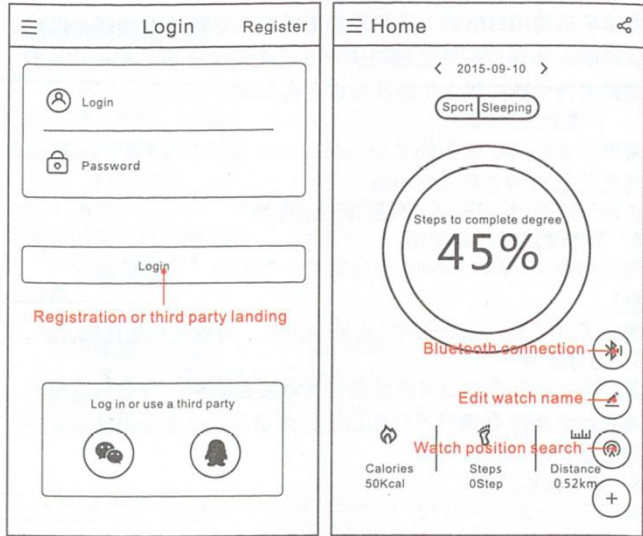 Login
Register
Login
Password
Login
Registration or third party landing
Log in or use a third party
Home
2015-09-10
Sport Sleeping
Steps to complete degree
45%
Bluetooth connection
Edit watch name
Watch position search
Calories
50Kcal
Steps
0Step
Distance
0.52km